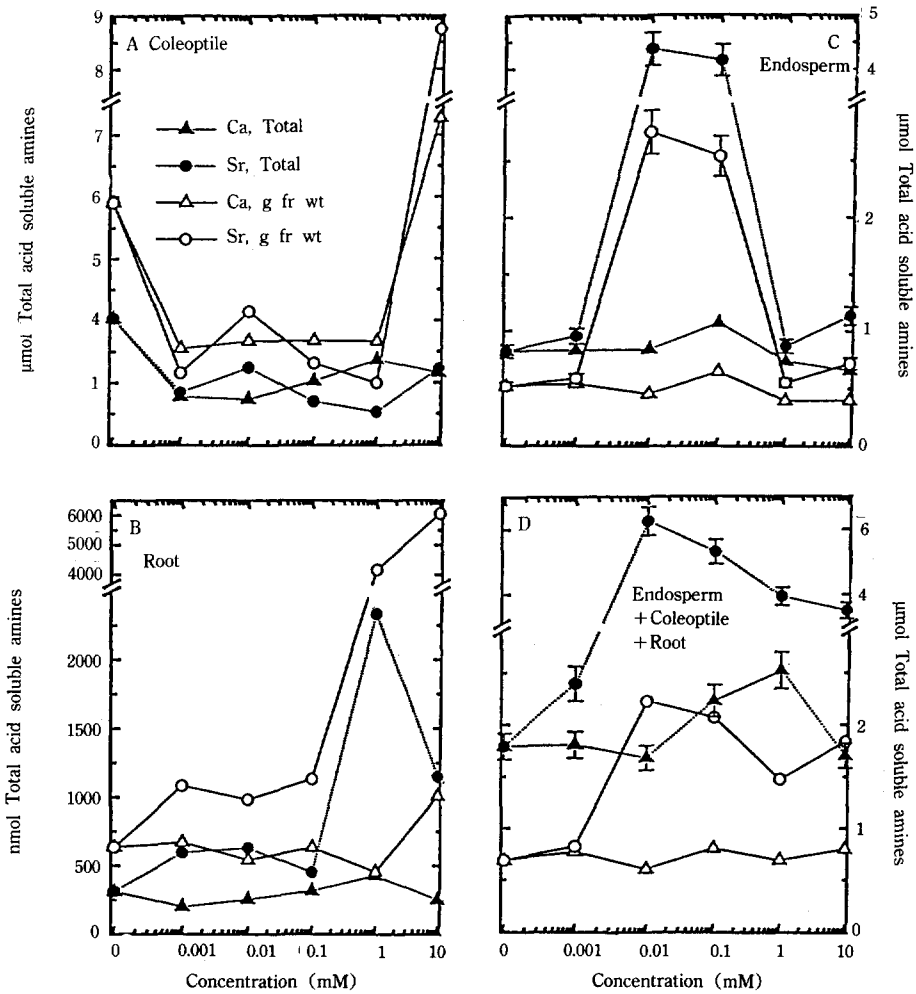 A Coleoptile
Ca, Total
Sr, Total
Ca, g fr wt
Sr, g fr wt
μmol Total acid soluble amines
9
8
7
6
5
4
1
0
C
Endosperm
μmol Total acid soluble amines
5
4
2
1
0
B
Root
nmol Total acid soluble amines
6000
5000
4000
2250
1500
1000
500
0
0 0.001 0.01 0.1 1 10
Concentration (mM)
D
Endosperm
+Coleoptile
+Root
μmol Total acid soluble amines
6
4
2
1
0
0 0.001 0.01 0.1 1 10
Concentration (mM)